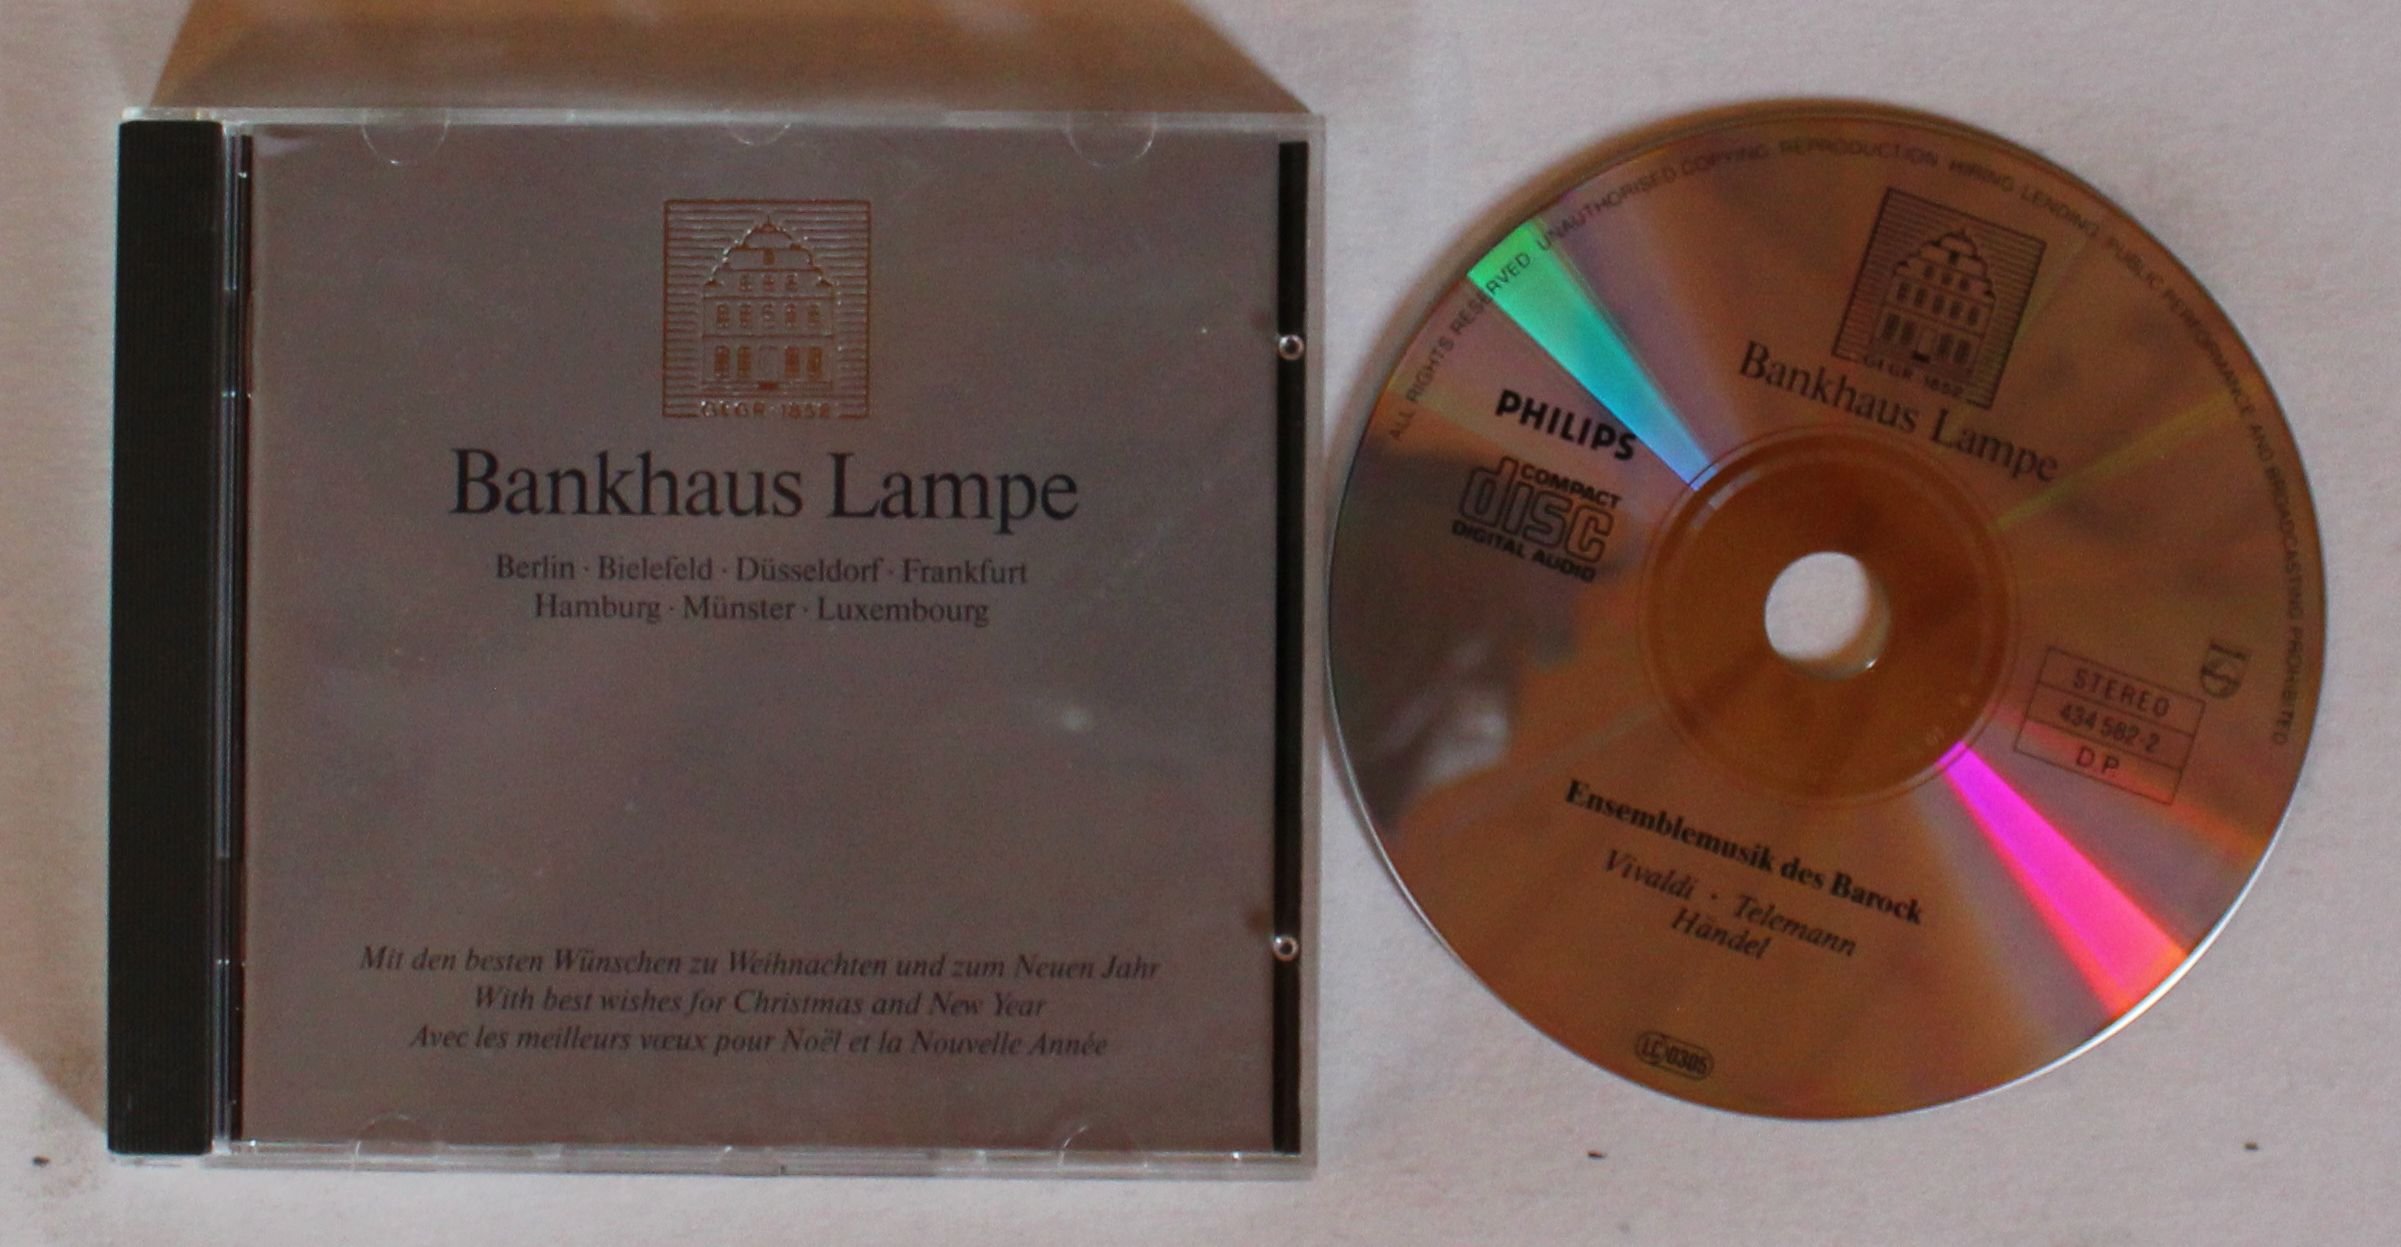 GEGR · 1852
Bankhaus Lampe
Berlin · Bielefeld · Düsseldorf · Frankfurt
Hamburg · Münster · Luxembourg
Mit den besten Wünschen zu Weihnachten und zum Neuen Jahr
With best wishes for Christmas and New Year
Avec les meilleurs vœux pour Noël et la Nouvelle Année
ALL RIGHTS RESERVED. UNAUTHORISED COPYING, REPRODUCTION, HIRING, LENDING, PUBLIC PERFORMANCE AND BROADCASTING PROHIBITED
GEGR · 1852
Bankhaus Lampe
PHILIPS
COMPACT
disc
DIGITAL AUDIO
STEREO
434 582-2
D.P.
Ensemblemusik des Barock
Vivaldi · Telemann
Händel
LC 0305